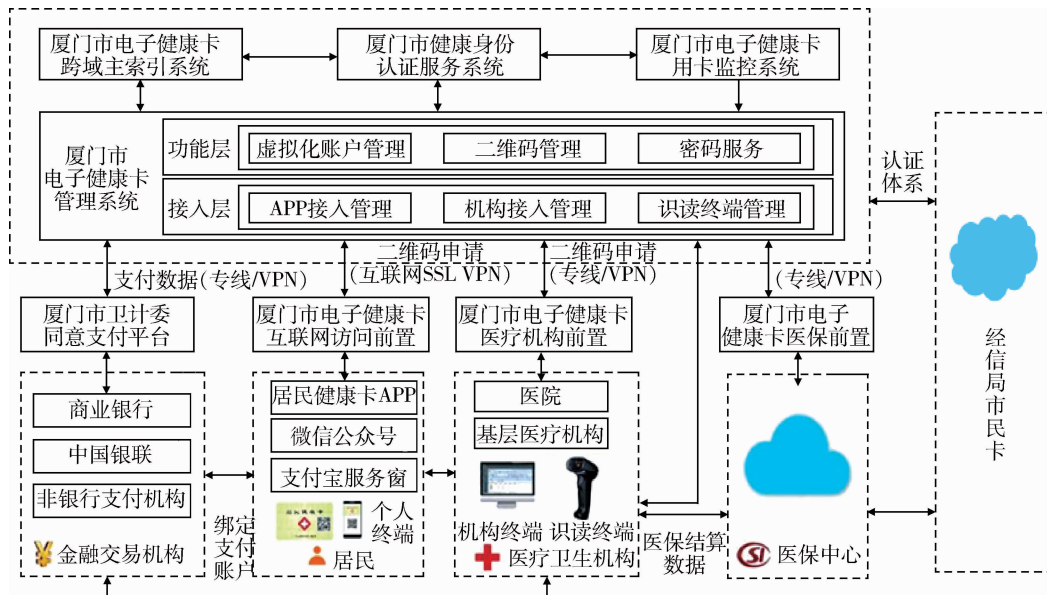 厦门市电子健康卡
跨域主索引系统
厦门市健康身份
认证服务系统
厦门市电子健康卡
用卡监控系统
厦门市
电子健康卡
管理系统
功能层
虚拟化账户管理
二维码管理
密码服务
接入层
APP接入管理
机构接入管理
识读终端管理
认证
体系
支付数据(专线/VPN)
二维码申请
(互联网SSL VPN)
二维码申请
(专线/VPN)
(专线/VPN)
厦门市卫计委
同意支付平台
厦门市电子健康卡
互联网访问前置
厦门市电子健康卡
医疗机构前置
厦门市电子
健康卡医保前置
经信局市民卡
商业银行
中国银联
非银行支付机构
金融交易机构
绑定
支付
账户
居民健康卡APP
微信公众号
支付宝服务窗
个人
终端
居民
医院
基层医疗机构
机构终端
识读终端
医疗卫生机构
医保结算
数据
医保中心